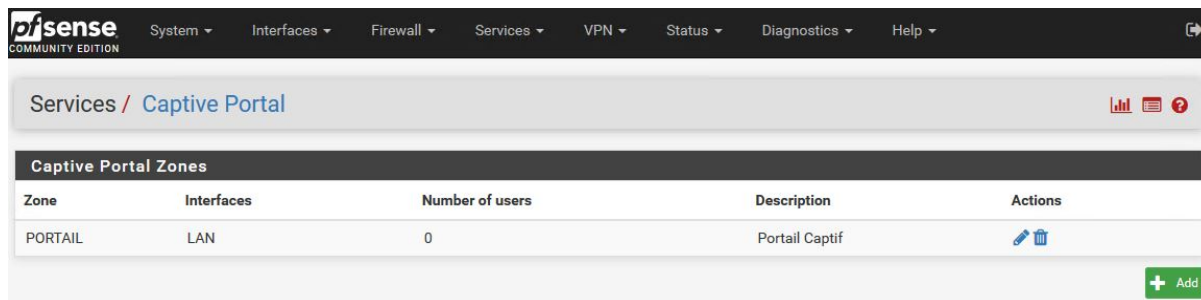 pfsense System Interfaces Firewall Services VPN Status Diagnostics Help
COMMUNITY EDITION
Services / Captive Portal
Captive Portal Zones
Zone Interfaces Number of users Description Actions
PORTAIL LAN 0 Portail Captif
+ Add